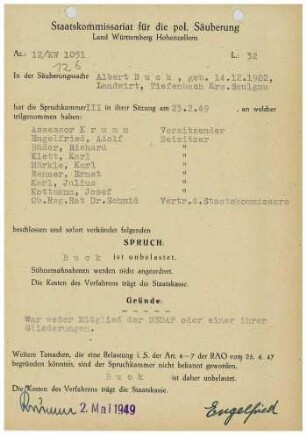 Staatskommissariat für die pol. Säuberung
Land Württemberg Hohenzollern
Az.: 12/KW 1051 L.: 52
126
In der Säuberungssache Albert Buck, geb. 14.12.1902,
Landwirt, Tiefenbach Krs. Saulgau
hat die Spruchkammer III in ihrer Sitzung am 23.2.49 , an welcher
teilgenommen haben:
Assessor Krumm Vorsitzender
Engelfried, Adolf Beisitzer
Bäder, Richard "
Klett, Karl "
Märkle, Karl "
Renner, Ernst "
Karl, Julius "
Kottmann, Josef "
Ob.Reg.Rat Dr.Schmid Vertr.d.Staatskommissars
beschlossen und sofort verkündet folgenden
SPRUCH:
Buck ist unbelastet.
Sühnemaßnahmen werden nicht angeordnet.
Die Kosten des Verfahrens trägt die Staatskasse.
Gründe:
War weder Mitglied der NSDAP oder einer ihrer
Gliederungen.
Weitere Tatsachen, die eine Belastung i. S. der Art. 4—7 der RAO vom 25. 4. 47
begründen könnten, sind der Spruchkammer nicht bekannt geworden.
Buck ist daher unbelastet.
Die Kosten des Verfahrens trägt die Staatskasse.
2. Mai 1949 Engelfried